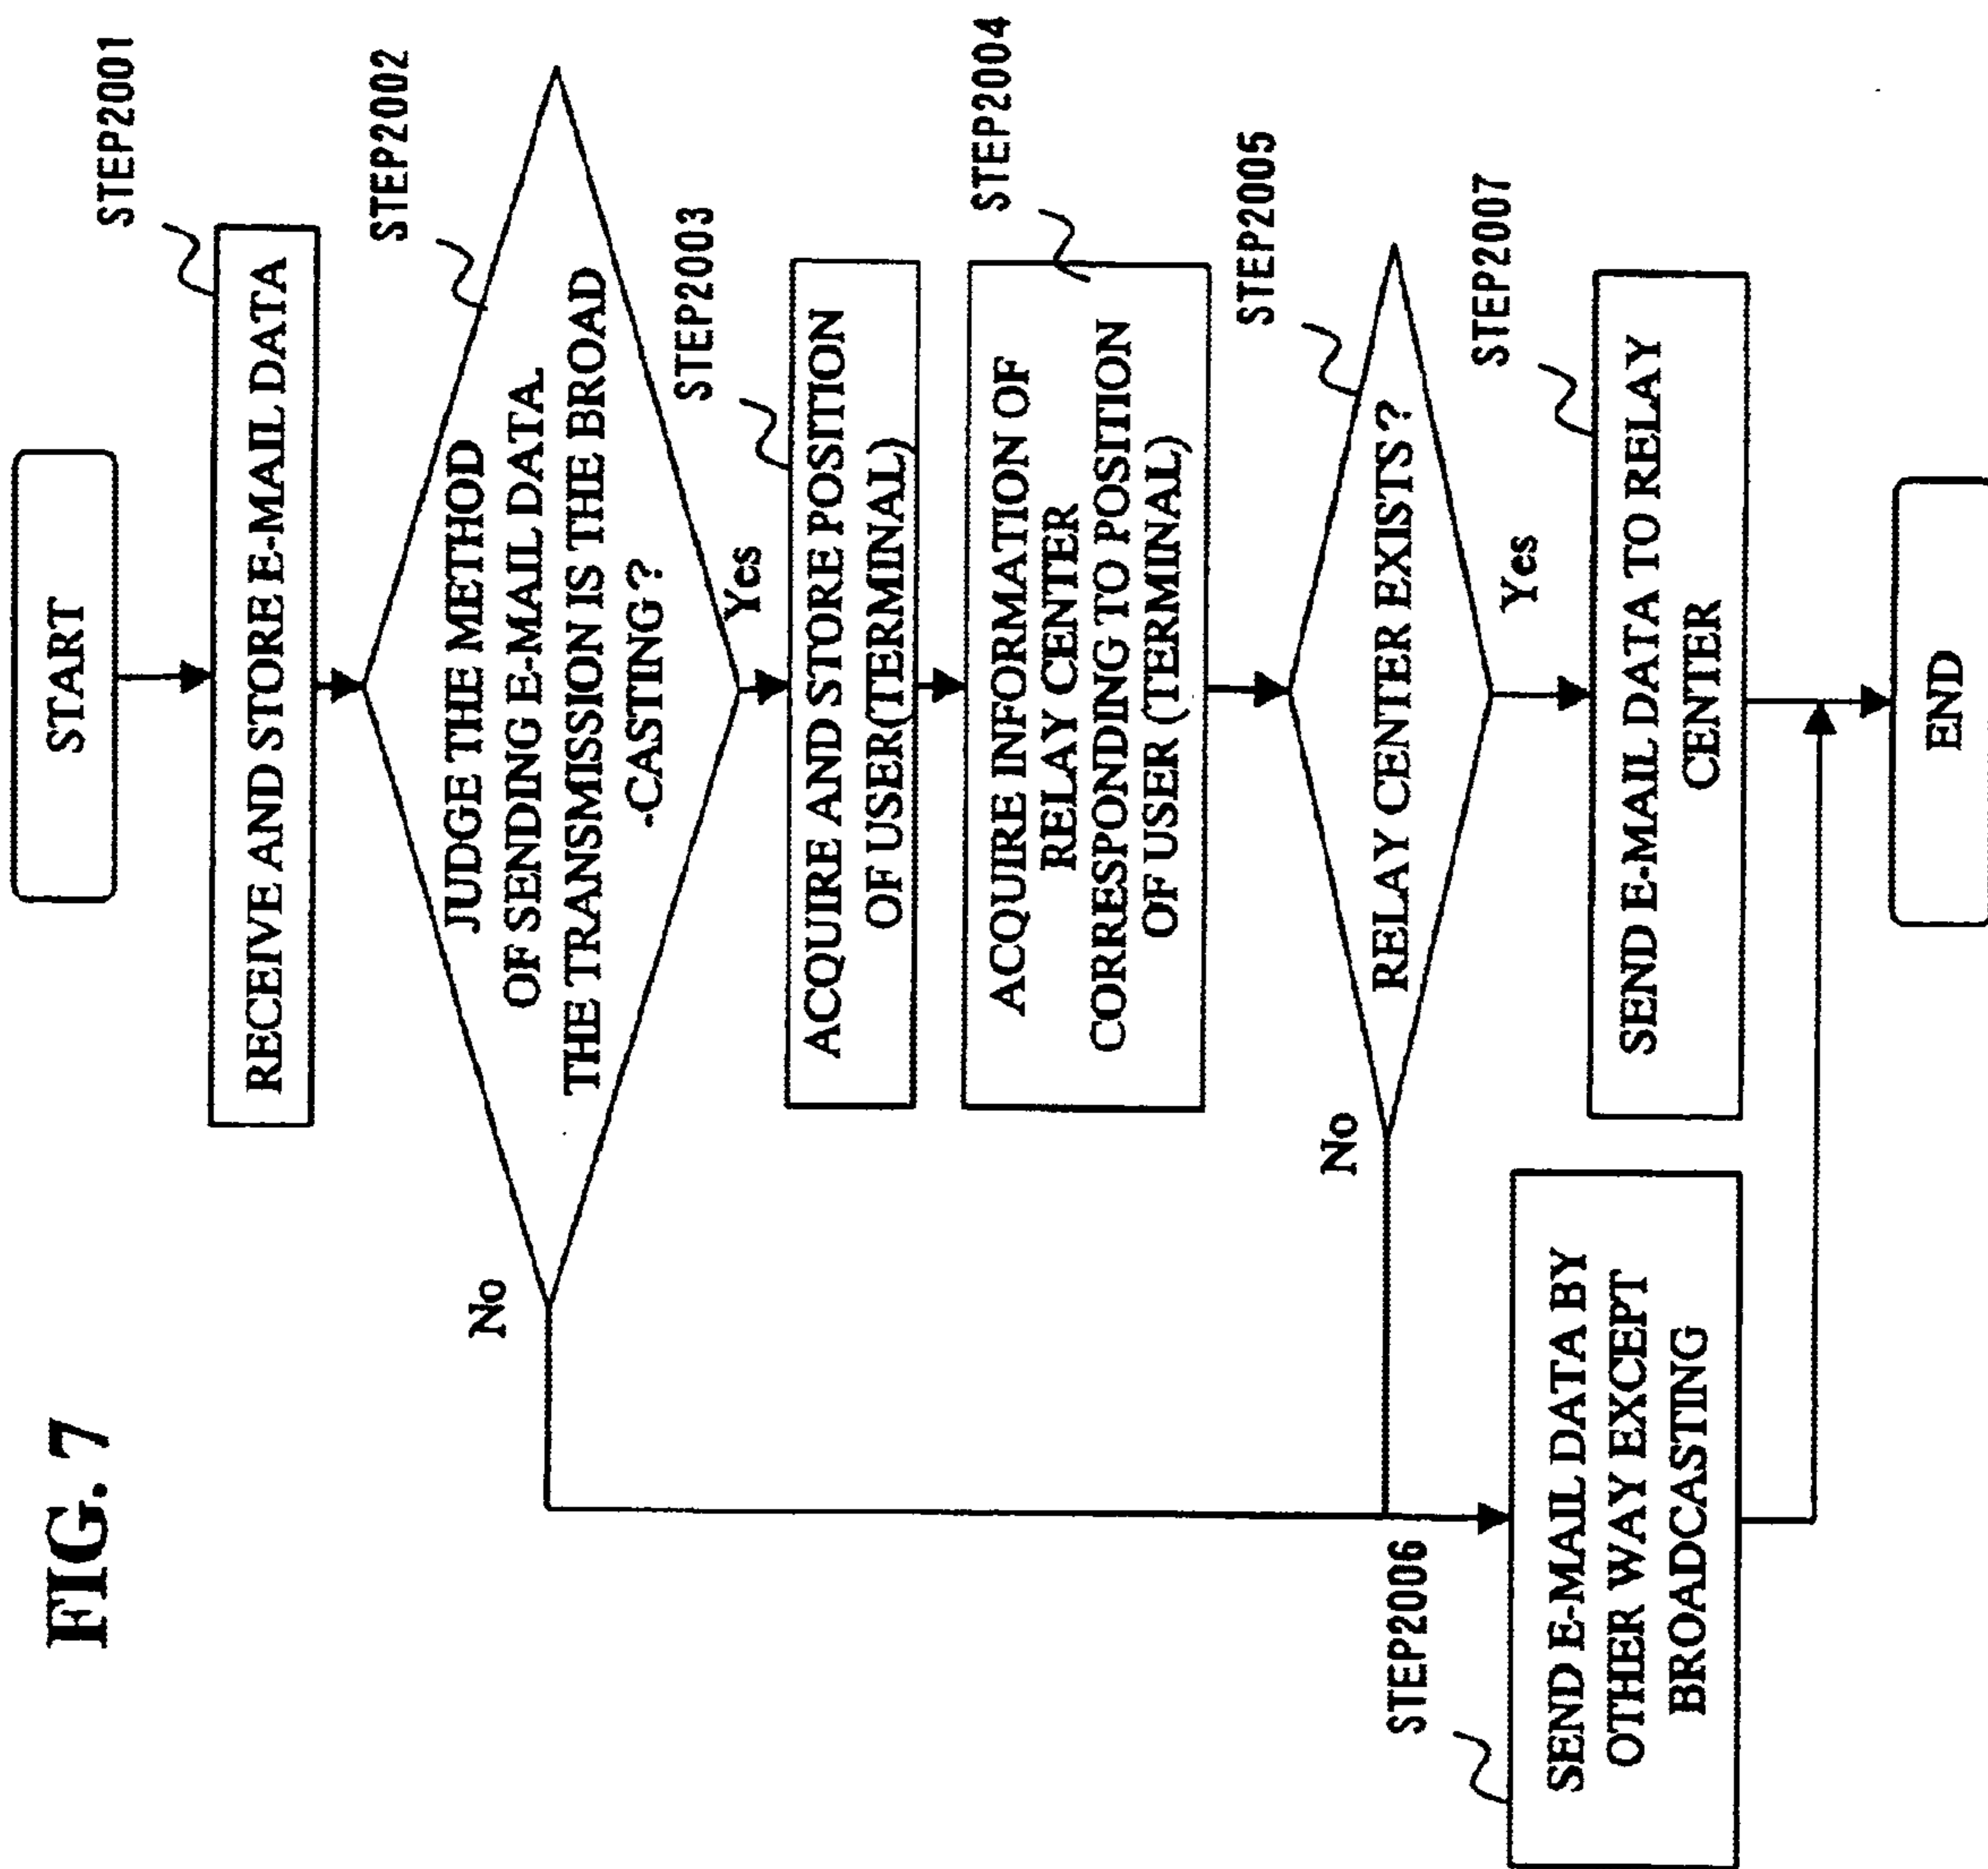 FIG. 7
START
STEP2001
RECEIVE AND STORE E-MAIL DATA
STEP2002
JUDGE THE METHOD
OF SENDING E-MAIL DATA.
THE TRANSMISSION IS THE BROAD
-CASTING?
No
Yes
STEP2003
ACQUIRE AND STORE POSITION
OF USER(TERMINAL)
STEP2004
ACQUIRE INFORMATION OF
RELAY CENTER
CORRESPONDING TO POSITION
OF USER (TERMINAL)
STEP2005
RELAY CENTER EXISTS?
No
Yes
STEP2006
SEND E-MAIL DATA BY
OTHER WAY EXCEPT
BROADCASTING
STEP2007
SEND E-MAIL DATA TO RELAY
CENTER
END